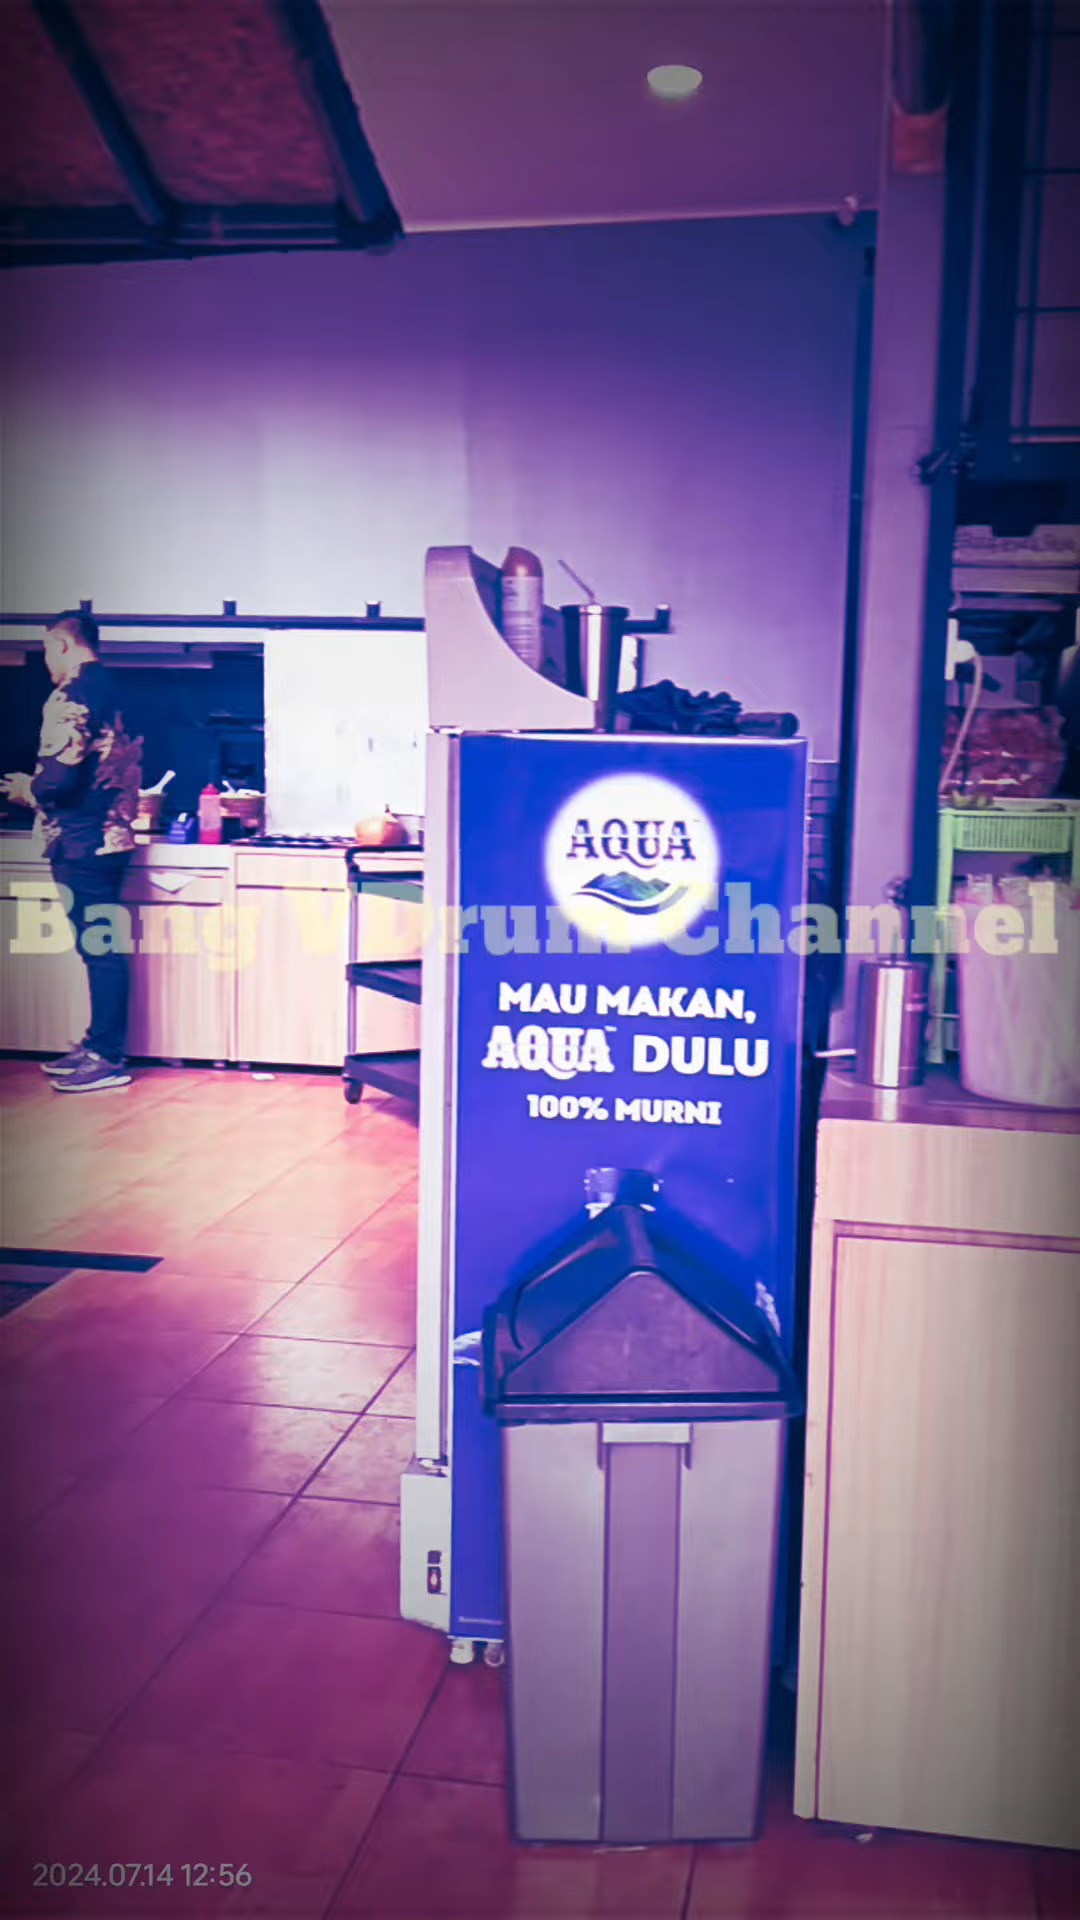 AQUA
Bang VDrum Channel
MAU MAKAN,
AQUA DULU
100% MURNI
2024.07.14 12:56